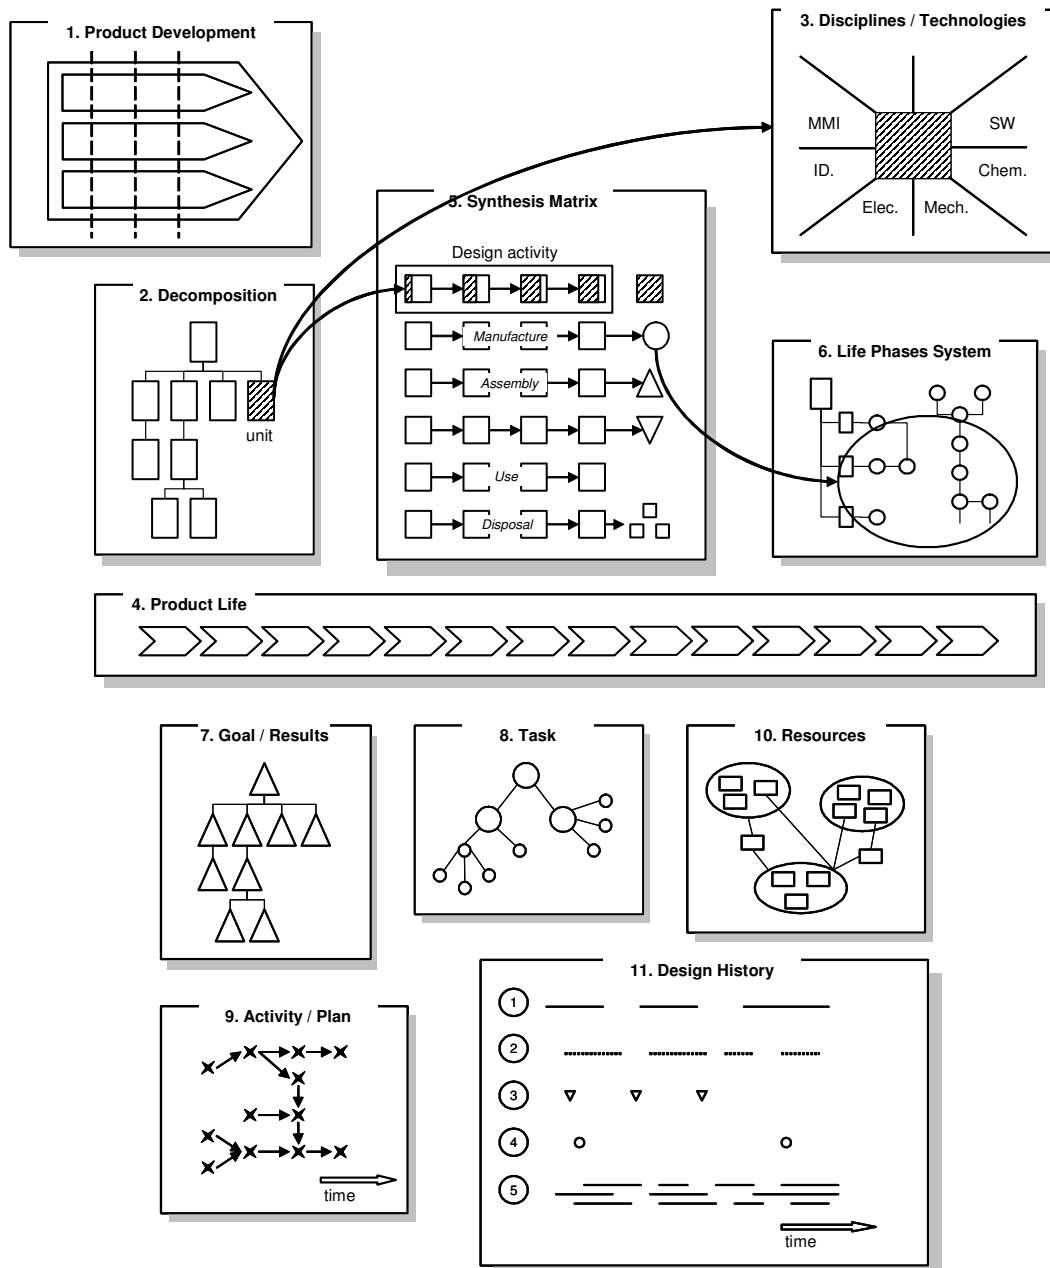 1. Product Development
3. Disciplines / Technologies
MMI
SW
ID.
Chem.
Elec.
Mech.
5. Synthesis Matrix
Design activity
Manufacture
Assembly
Use
Disposal
2. Decomposition
unit
6. Life Phases System
4. Product Life
7. Goal / Results
8. Task
10. Resources
9. Activity / Plan
time
11. Design History
1
2
3
4
5
time